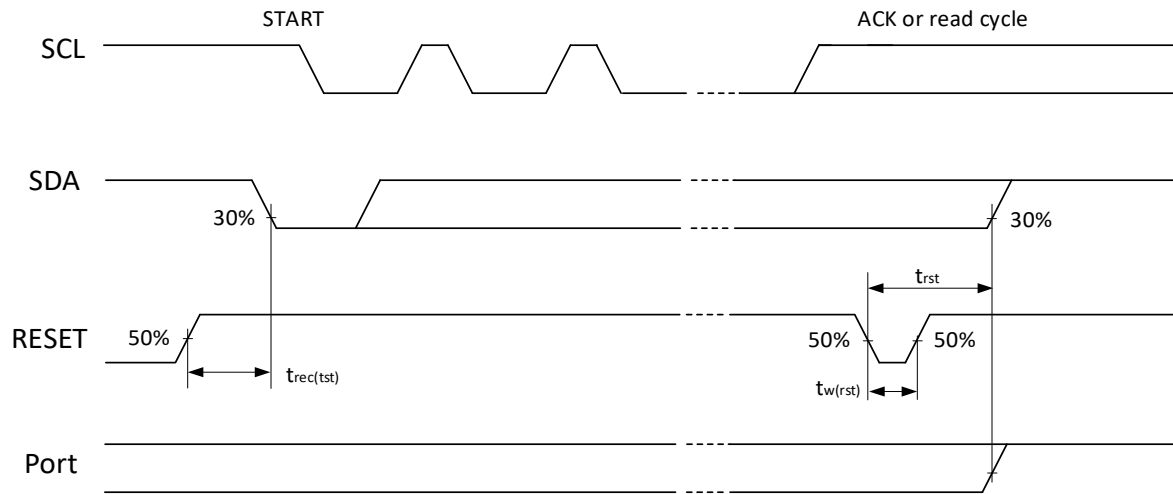 START
ACK or read cycle
SCL
SDA
30%
30%
trst
RESET
50%
50%
50%
trec(tst)
tw(rst)
Port